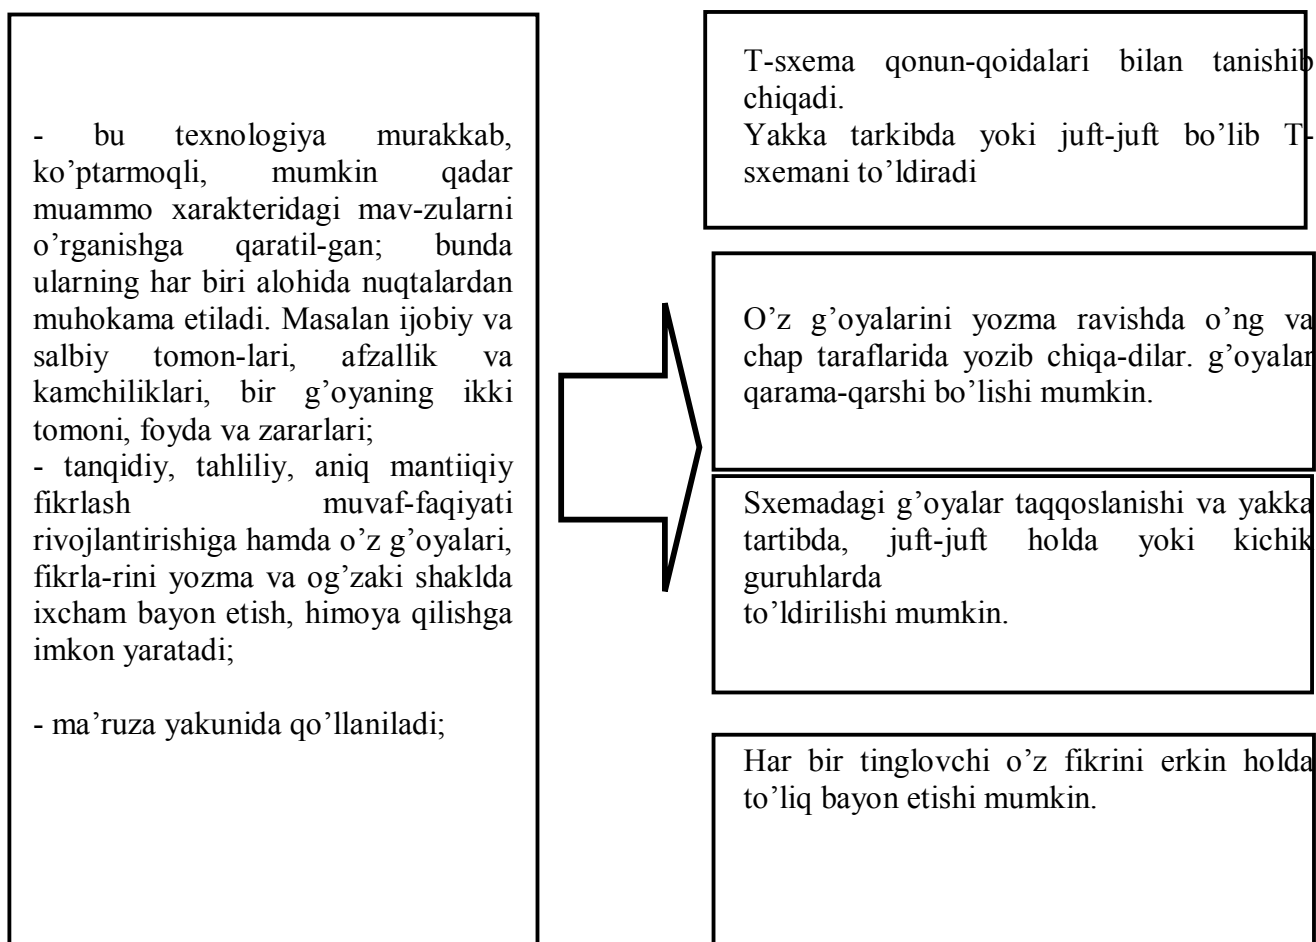 - bu texnologiya murakkab,
ko’ptarmoqli, mumkin qadar
muammo xarakteridagi mav-zularni
o’rganishga qaratil-gan; bunda
ularning har biri alohida nuqtalardan
muhokama etiladi. Masalan ijobiy va
salbiy tomon-lari, afzallik va
kamchiliklari, bir g’oyaning ikki
tomoni, foyda va zararlari;
- tanqidiy, tahliliy, aniq mantiiqiy
fikrlash muvaf-faqiyati
rivojlantirishiga hamda o’z g’oyalari,
fikrla-rini yozma va og’zaki shaklda
ixcham bayon etish, himoya qilishga
imkon yaratadi;
- ma’ruza yakunida qo’llaniladi;
T-sxema qonun-qoidalari bilan tanishib
chiqadi.
Yakka tarkibda yoki juft-juft bo’lib T-
sxemani to’ldiradi
O’z g’oyalarini yozma ravishda o’ng va
chap taraflarida yozib chiqa-dilar. g’oyalar
qarama-qarshi bo’lishi mumkin.
Sxemadagi g’oyalar taqqoslanishi va yakka
tartibda, juft-juft holda yoki kichik
guruhlarda
to’ldirilishi mumkin.
Har bir tinglovchi o’z fikrini erkin holda
to’liq bayon etishi mumkin.